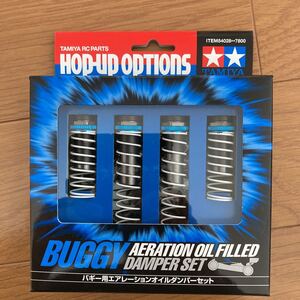 TAMIYA RC PARTS
ITEM54028-7800
HOP-UP OPTIONS
TAMIYA
BUGGY AERATION OIL FILLED
DAMPER SET
バギー用エアレーションオイルダンパーセット